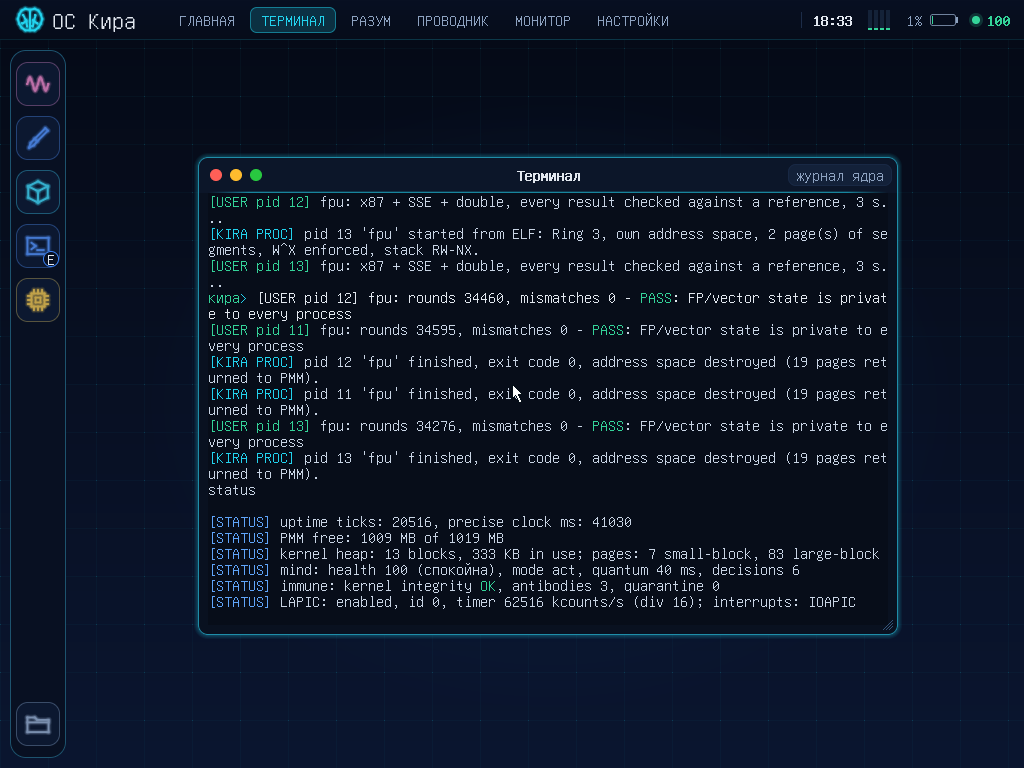 ОС Кира
ГЛАВНАЯ ТЕРМИНАЛ РАЗУМ ПРОВОДНИК МОНИТОР НАСТРОЙКИ
18:33 1% 100
E
Терминал
журнал ядра
[USER pid 12] fpu: x87 + SSE + double, every result checked against a reference, 3 s.
..
[KIRA PROC] pid 13 'fpu' started from ELF: Ring 3, own address space, 2 page(s) of se
gments, W^X enforced, stack RW-NX.
[USER pid 13] fpu: x87 + SSE + double, every result checked against a reference, 3 s.
..
кира> [USER pid 12] fpu: rounds 34460, mismatches 0 - PASS: FP/vector state is privat
e to every process
[USER pid 11] fpu: rounds 34595, mismatches 0 - PASS: FP/vector state is private to e
very process
[KIRA PROC] pid 12 'fpu' finished, exit code 0, address space destroyed (19 pages ret
urned to PMM).
[KIRA PROC] pid 11 'fpu' finished, exit code 0, address space destroyed (19 pages ret
urned to PMM).
[USER pid 13] fpu: rounds 34276, mismatches 0 - PASS: FP/vector state is private to e
very process
[KIRA PROC] pid 13 'fpu' finished, exit code 0, address space destroyed (19 pages ret
urned to PMM).
status
[STATUS] uptime ticks: 20516, precise clock ms: 41030
[STATUS] PMM free: 1009 MB of 1019 MB
[STATUS] kernel heap: 13 blocks, 333 KB in use; pages: 7 small-block, 83 large-block
[STATUS] mind: health 100 (спокойна), mode act, quantum 40 ms, decisions 6
[STATUS] immune: kernel integrity OK, antibodies 3, quarantine 0
[STATUS] LAPIC: enabled, id 0, timer 62516 kcounts/s (div 16); interrupts: IOAPIC